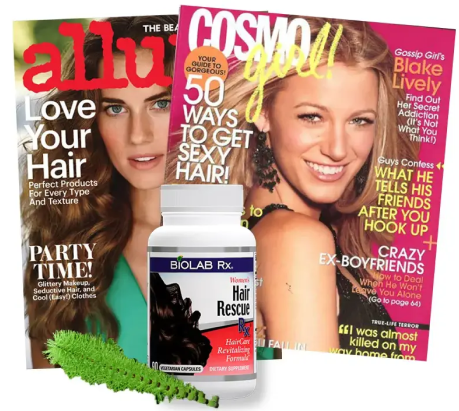 THE BEA
allu
Love
Your
Hair
Perfect Products
For Every Type
And Texture
PARTY
TIME!
Glittery Makeup,
Seductive Hair, and
Cool (Easy!) Clothes
COSMO
girl!
YOUR
GUIDE TO
GORGEOUS!
50
WAYS
TO GET
SEXY
HAIR!
Gossip Girl's
Blake
Lively
Find Out
Her Secret
Addiction
(It's Not
What You
Think!)
Guys Confess
WHAT HE
TELLS HIS
FRIENDS
AFTER YOU
HOOK UP
CRAZY
EX-BOYFRIENDS
How to Deal
When He Won't
Leave You Alone
(Go to page 64)
TRUE-LIFE TERROR
"I was almost
killed on my
way home from
s to
BIOLAB Rx®
Women's
Hair
Rescue
Rx
HairCare
Revitalizing
Formula
90 VEGETARIAN CAPSULES
DIETARY SUPPLEMENT